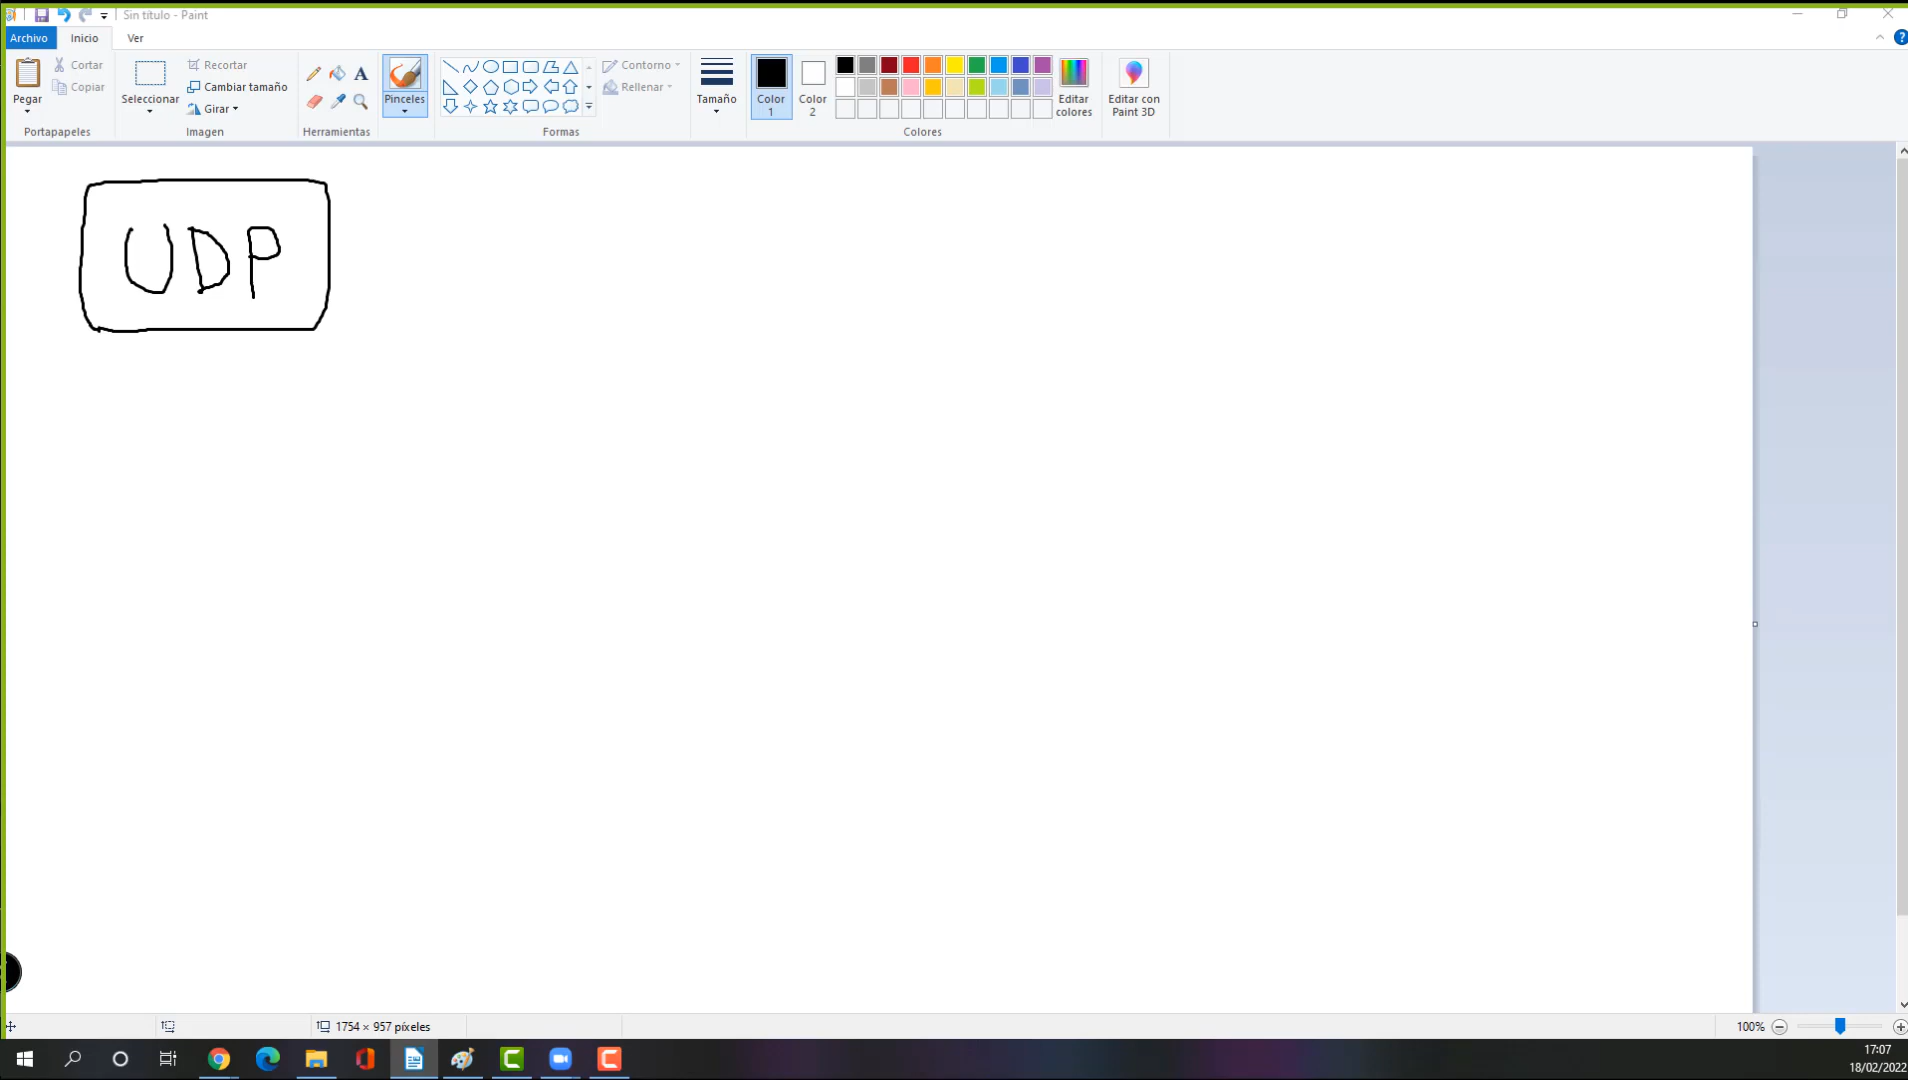 Sin título - Paint
Archivo Inicio Ver
Pegar
Cortar
Copiar
Portapapeles
Seleccionar
Recortar
Cambiar tamaño
Girar
Imagen
A
Herramientas
Pinceles
Formas
Contorno
Rellenar
Tamaño
Color 1
Color 2
Colores
Editar colores
Editar con Paint 3D
?
UDP
1754 × 957 píxeles
100%
17:07
18/02/2022